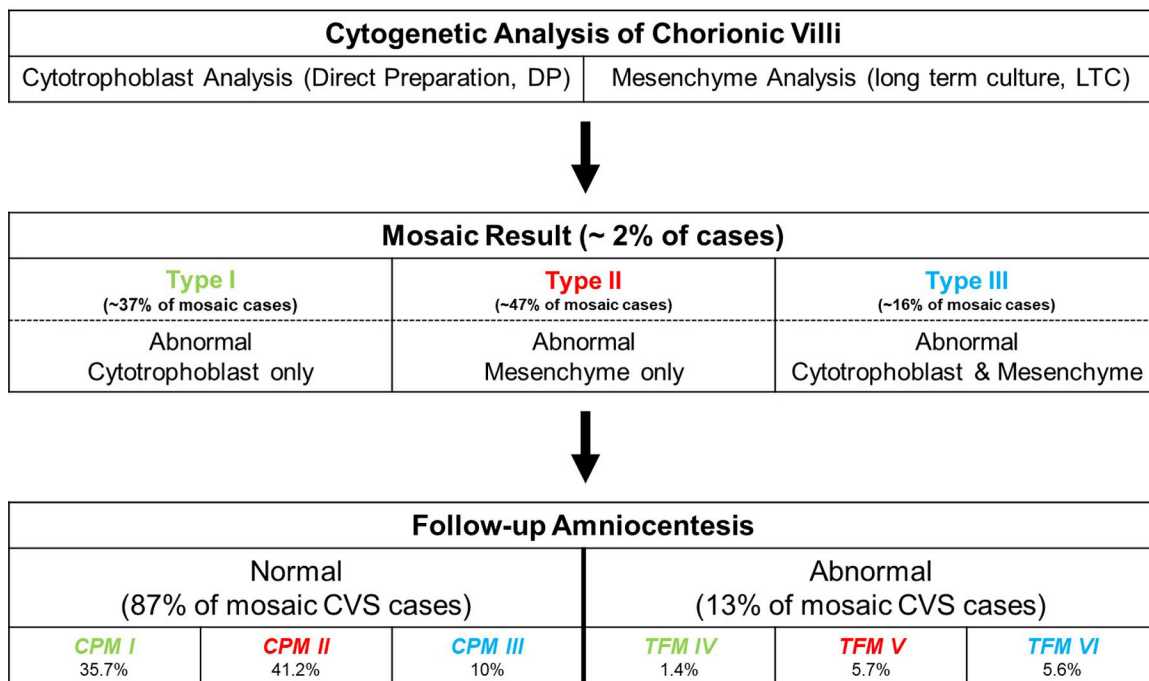 Cytogenetic Analysis of Chorionic Villi
Cytotrophoblast Analysis (Direct Preparation, DP)
Mesenchyme Analysis (long term culture, LTC)
Mosaic Result (~ 2% of cases)
Type I
(~37% of mosaic cases)
Abnormal
Cytotrophoblast only
Type II
(~47% of mosaic cases)
Abnormal
Mesenchyme only
Type III
(~16% of mosaic cases)
Abnormal
Cytotrophoblast & Mesenchyme
Follow-up Amniocentesis
Normal
(87% of mosaic CVS cases)
CPM I
35.7%
CPM II
41.2%
CPM III
10%
Abnormal
(13% of mosaic CVS cases)
TFM IV
1.4%
TFM V
5.7%
TFM VI
5.6%